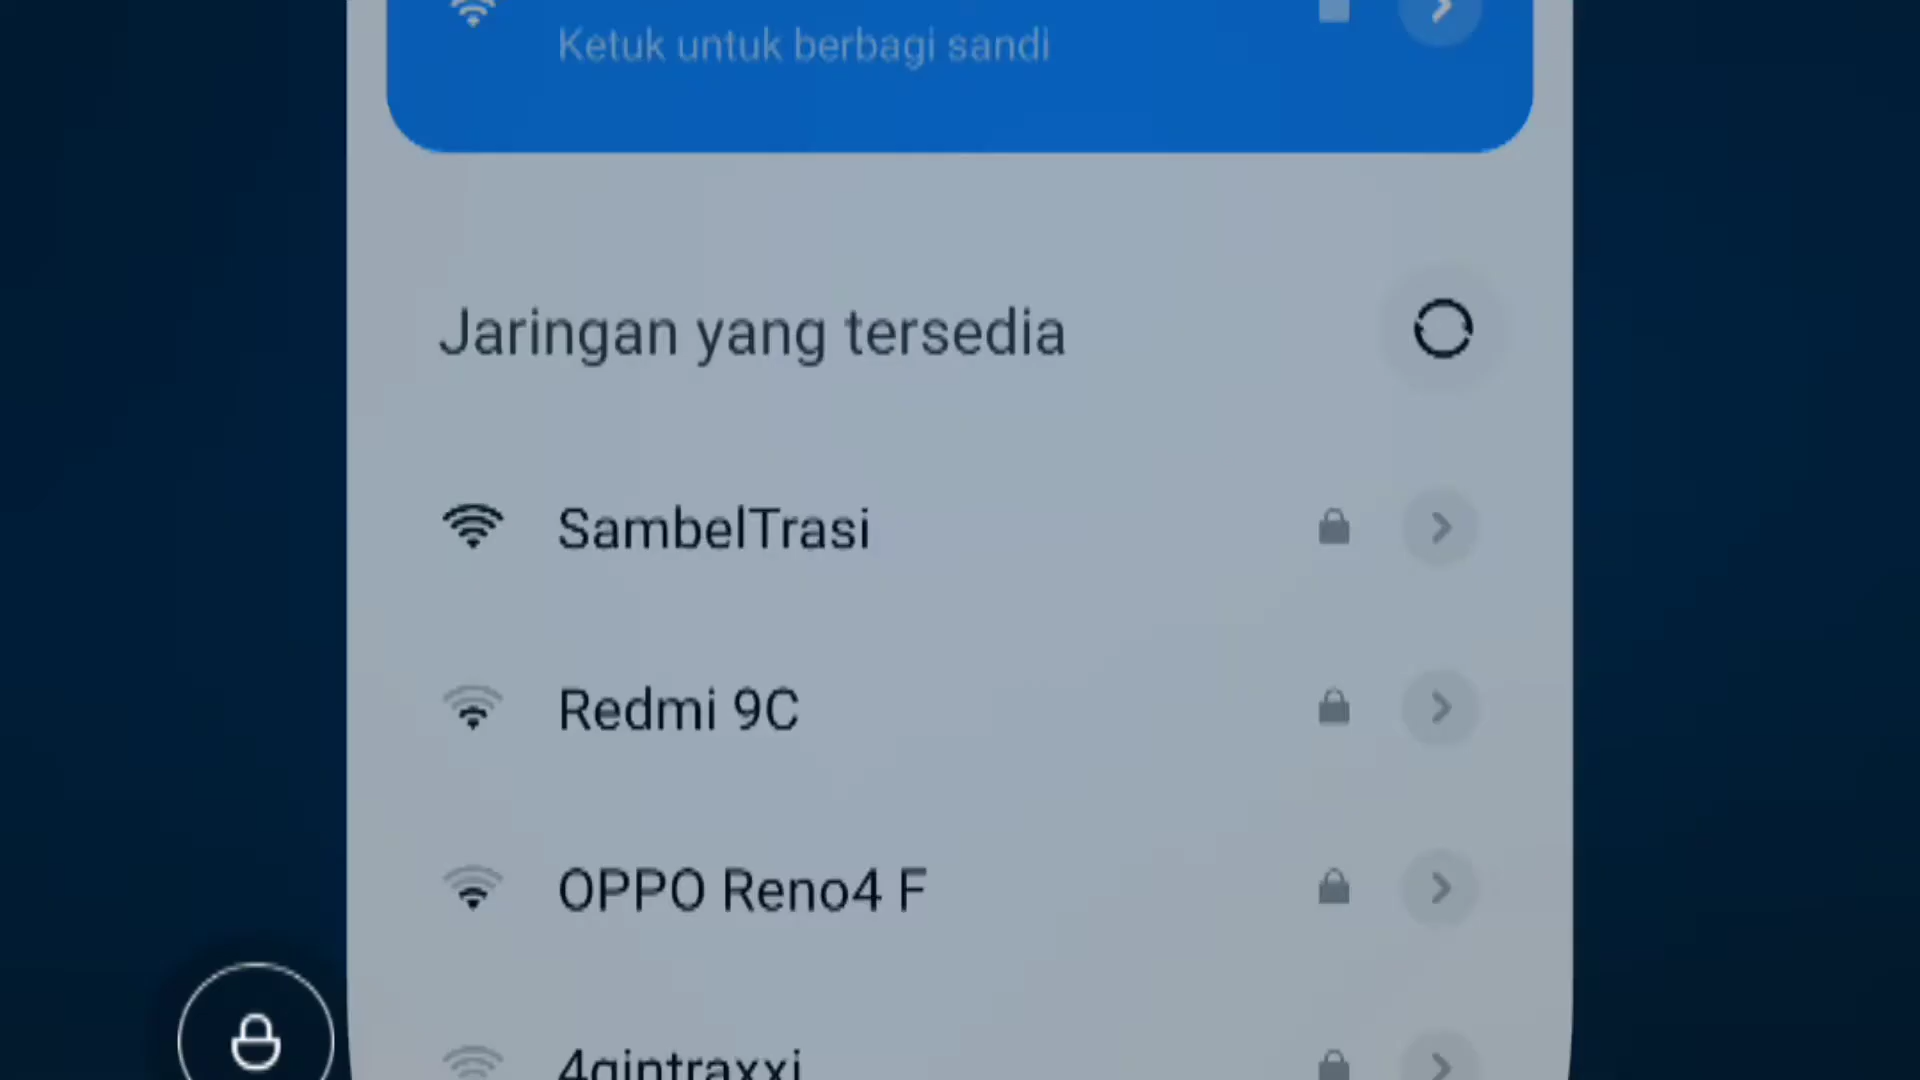 Ketuk untuk berbagi sandi
Jaringan yang tersedia
SambelTrasi
Redmi 9C
OPPO Reno4 F